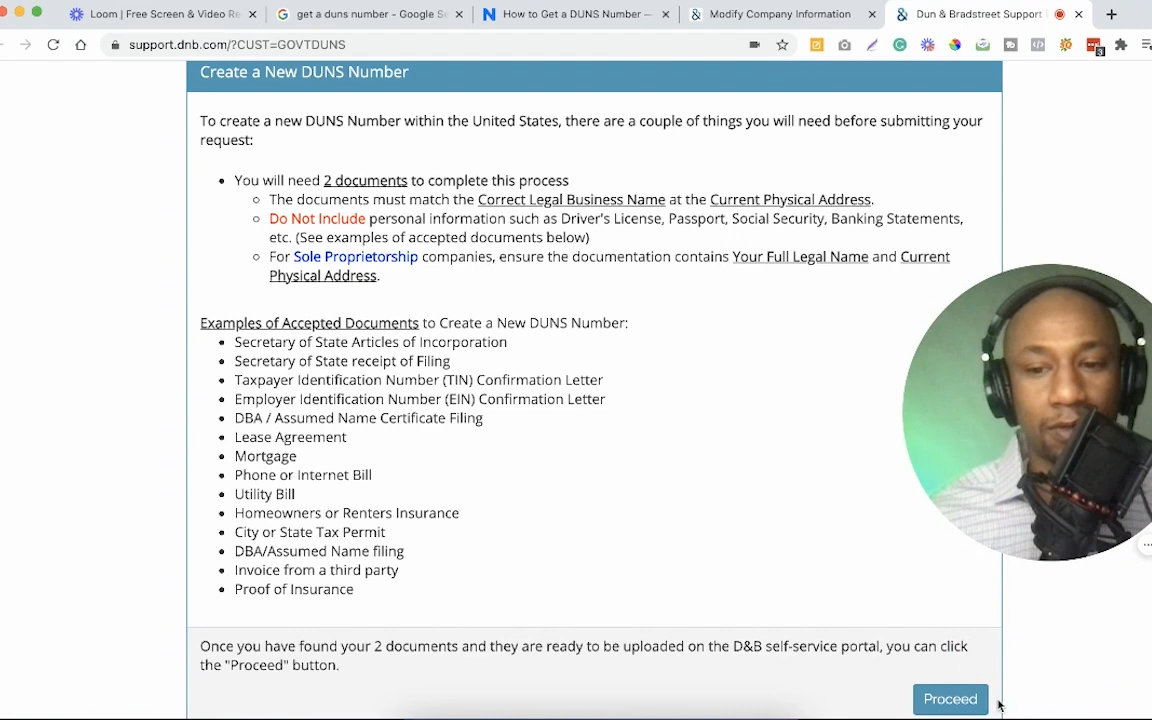 Loom | Free Screen & Video Re
get a duns number - Google Se
How to Get a DUNS Number —
Modify Company Information
Dun & Bradstreet Support
support.dnb.com/?CUST=GOVTDUNS
3
Create a New DUNS Number
To create a new DUNS Number within the United States, there are a couple of things you will need before submitting your
request:
You will need 2 documents to complete this process
The documents must match the Correct Legal Business Name at the Current Physical Address.
Do Not Include personal information such as Driver's License, Passport, Social Security, Banking Statements,
etc. (See examples of accepted documents below)
For Sole Proprietorship companies, ensure the documentation contains Your Full Legal Name and Current
Physical Address.
Examples of Accepted Documents to Create a New DUNS Number:
Secretary of State Articles of Incorporation
Secretary of State receipt of Filing
Taxpayer Identification Number (TIN) Confirmation Letter
Employer Identification Number (EIN) Confirmation Letter
DBA / Assumed Name Certificate Filing
Lease Agreement
Mortgage
Phone or Internet Bill
Utility Bill
Homeowners or Renters Insurance
City or State Tax Permit
DBA/Assumed Name filing
Invoice from a third party
Proof of Insurance
Once you have found your 2 documents and they are ready to be uploaded on the D&B self-service portal, you can click
the "Proceed" button.
Proceed